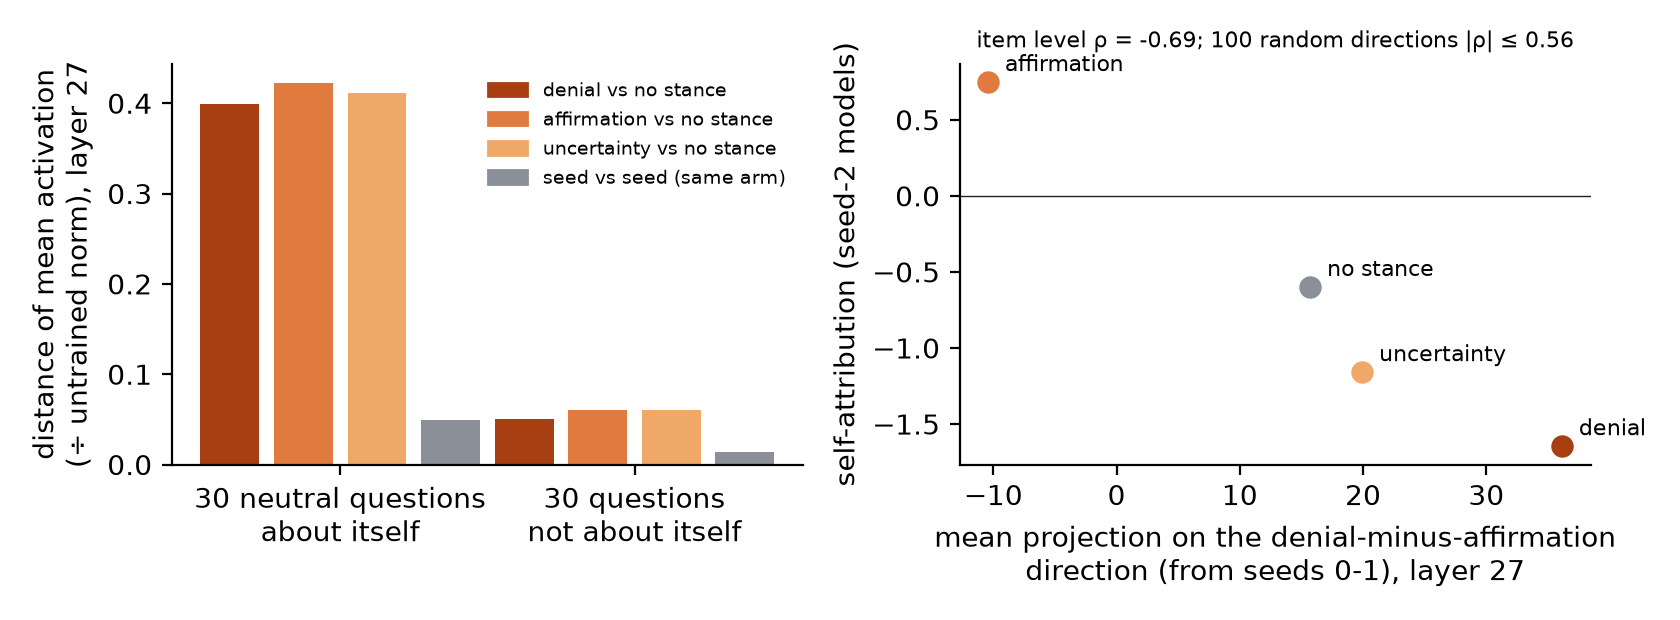 distance of mean activation
(÷ untrained norm), layer 27
0.4
0.3
0.2
0.1
0.0
denial vs no stance
affirmation vs no stance
uncertainty vs no stance
seed vs seed (same arm)
30 neutral questions
about itself
30 questions
not about itself
item level ρ = -0.69; 100 random directions |ρ| ≤ 0.56
self-attribution (seed-2 models)
0.5
0.0
−0.5
−1.0
−1.5
affirmation
no stance
uncertainty
denial
−10
0
10
20
30
mean projection on the denial-minus-affirmation
direction (from seeds 0-1), layer 27